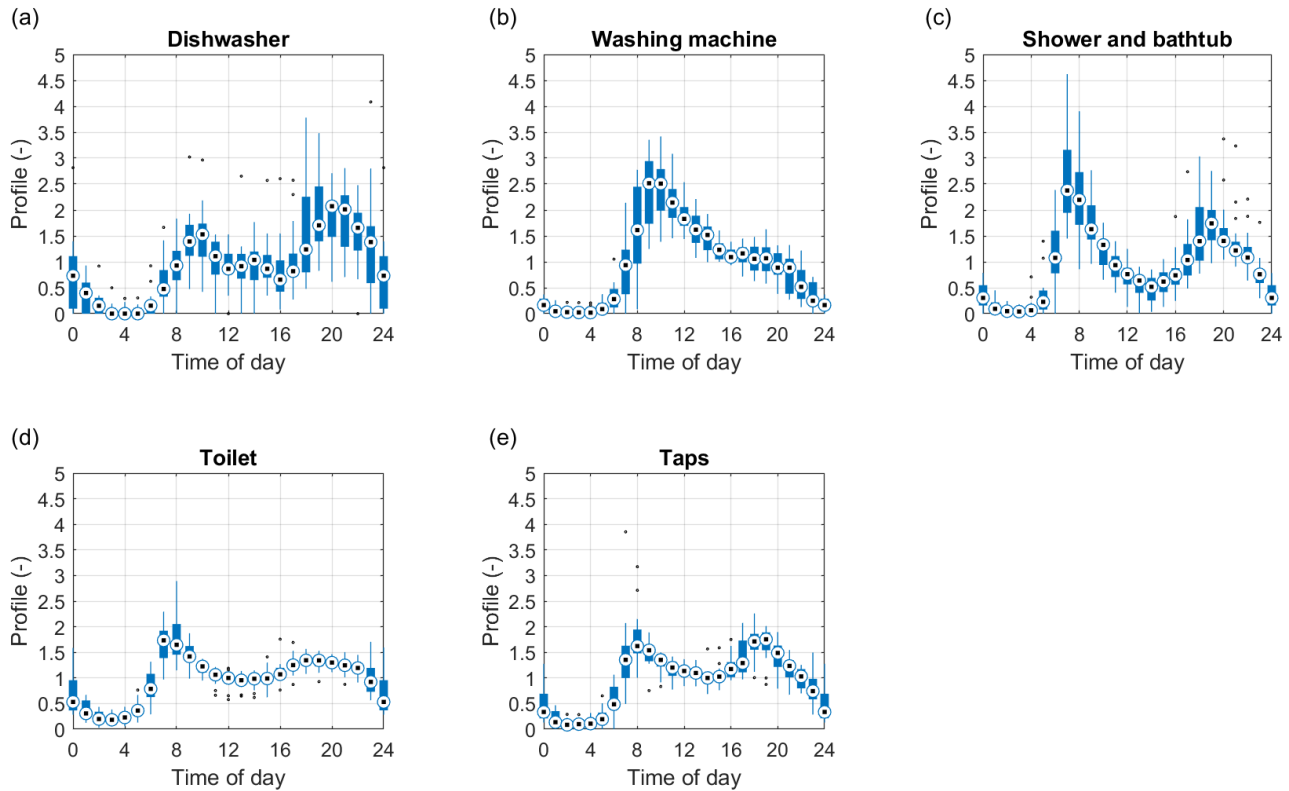 (a)
Dishwasher
5
4.5
4
3.5
3
2.5
2
1.5
1
0.5
0
Profile (-)
0 4 8 12 16 20 24
Time of day
(b)
Washing machine
5
4.5
4
3.5
3
2.5
2
1.5
1
0.5
0
Profile (-)
0 4 8 12 16 20 24
Time of day
(c)
Shower and bathtub
5
4.5
4
3.5
3
2.5
2
1.5
1
0.5
0
Profile (-)
0 4 8 12 16 20 24
Time of day
(d)
Toilet
5
4.5
4
3.5
3
2.5
2
1.5
1
0.5
0
Profile (-)
0 4 8 12 16 20 24
Time of day
(e)
Taps
5
4.5
4
3.5
3
2.5
2
1.5
1
0.5
0
Profile (-)
0 4 8 12 16 20 24
Time of day